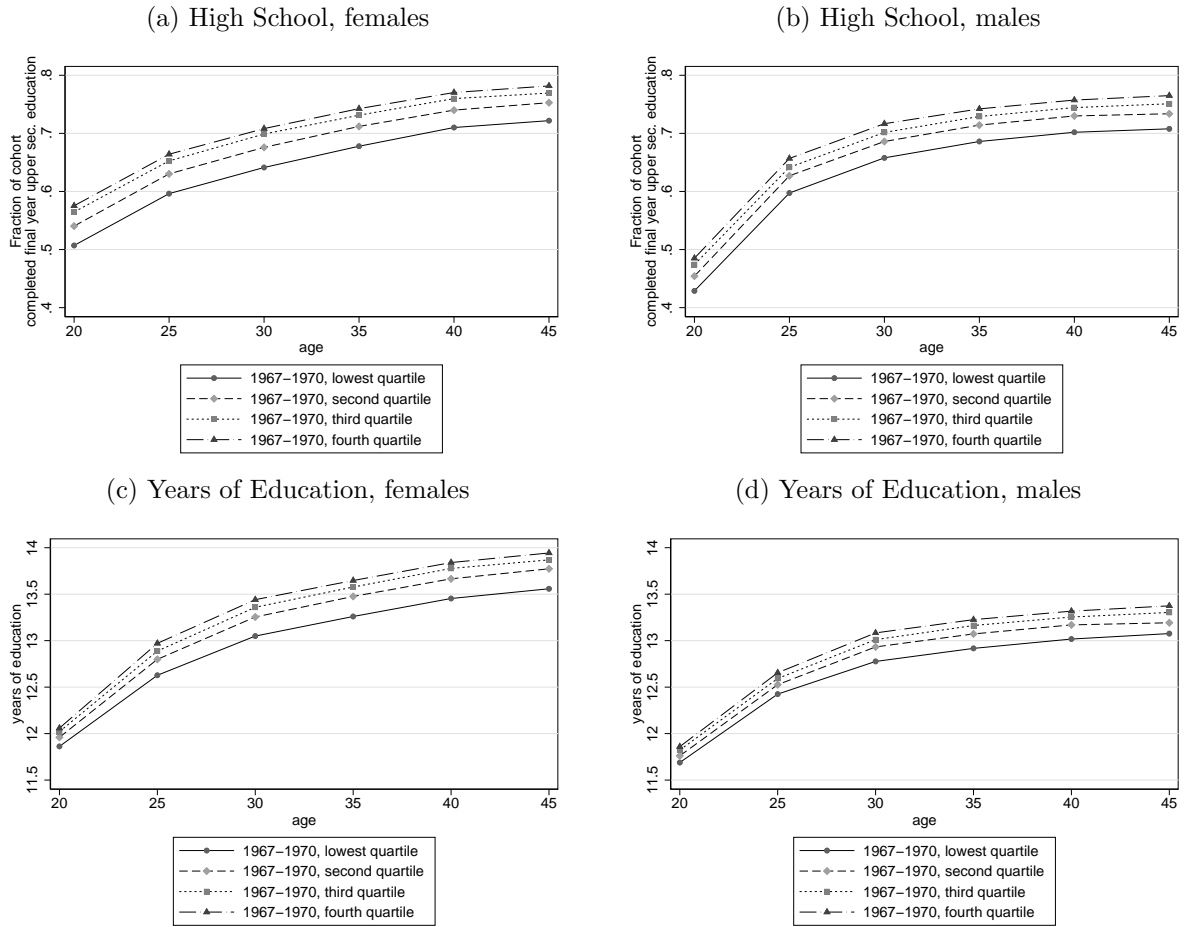 (a) High School, females
Fraction of cohort
completed final year upper sec. education
.8
.7
.6
.5
.4
20 25 30 35 40 45
age
1967−1970, lowest quartile
1967−1970, second quartile
1967−1970, third quartile
1967−1970, fourth quartile
(b) High School, males
Fraction of cohort
completed final year upper sec. education
.8
.7
.6
.5
.4
20 25 30 35 40 45
age
1967−1970, lowest quartile
1967−1970, second quartile
1967−1970, third quartile
1967−1970, fourth quartile
(c) Years of Education, females
years of education
14
13.5
13
12.5
12
11.5
20 25 30 35 40 45
age
1967−1970, lowest quartile
1967−1970, second quartile
1967−1970, third quartile
1967−1970, fourth quartile
(d) Years of Education, males
years of education
14
13.5
13
12.5
12
11.5
20 25 30 35 40 45
age
1967−1970, lowest quartile
1967−1970, second quartile
1967−1970, third quartile
1967−1970, fourth quartile